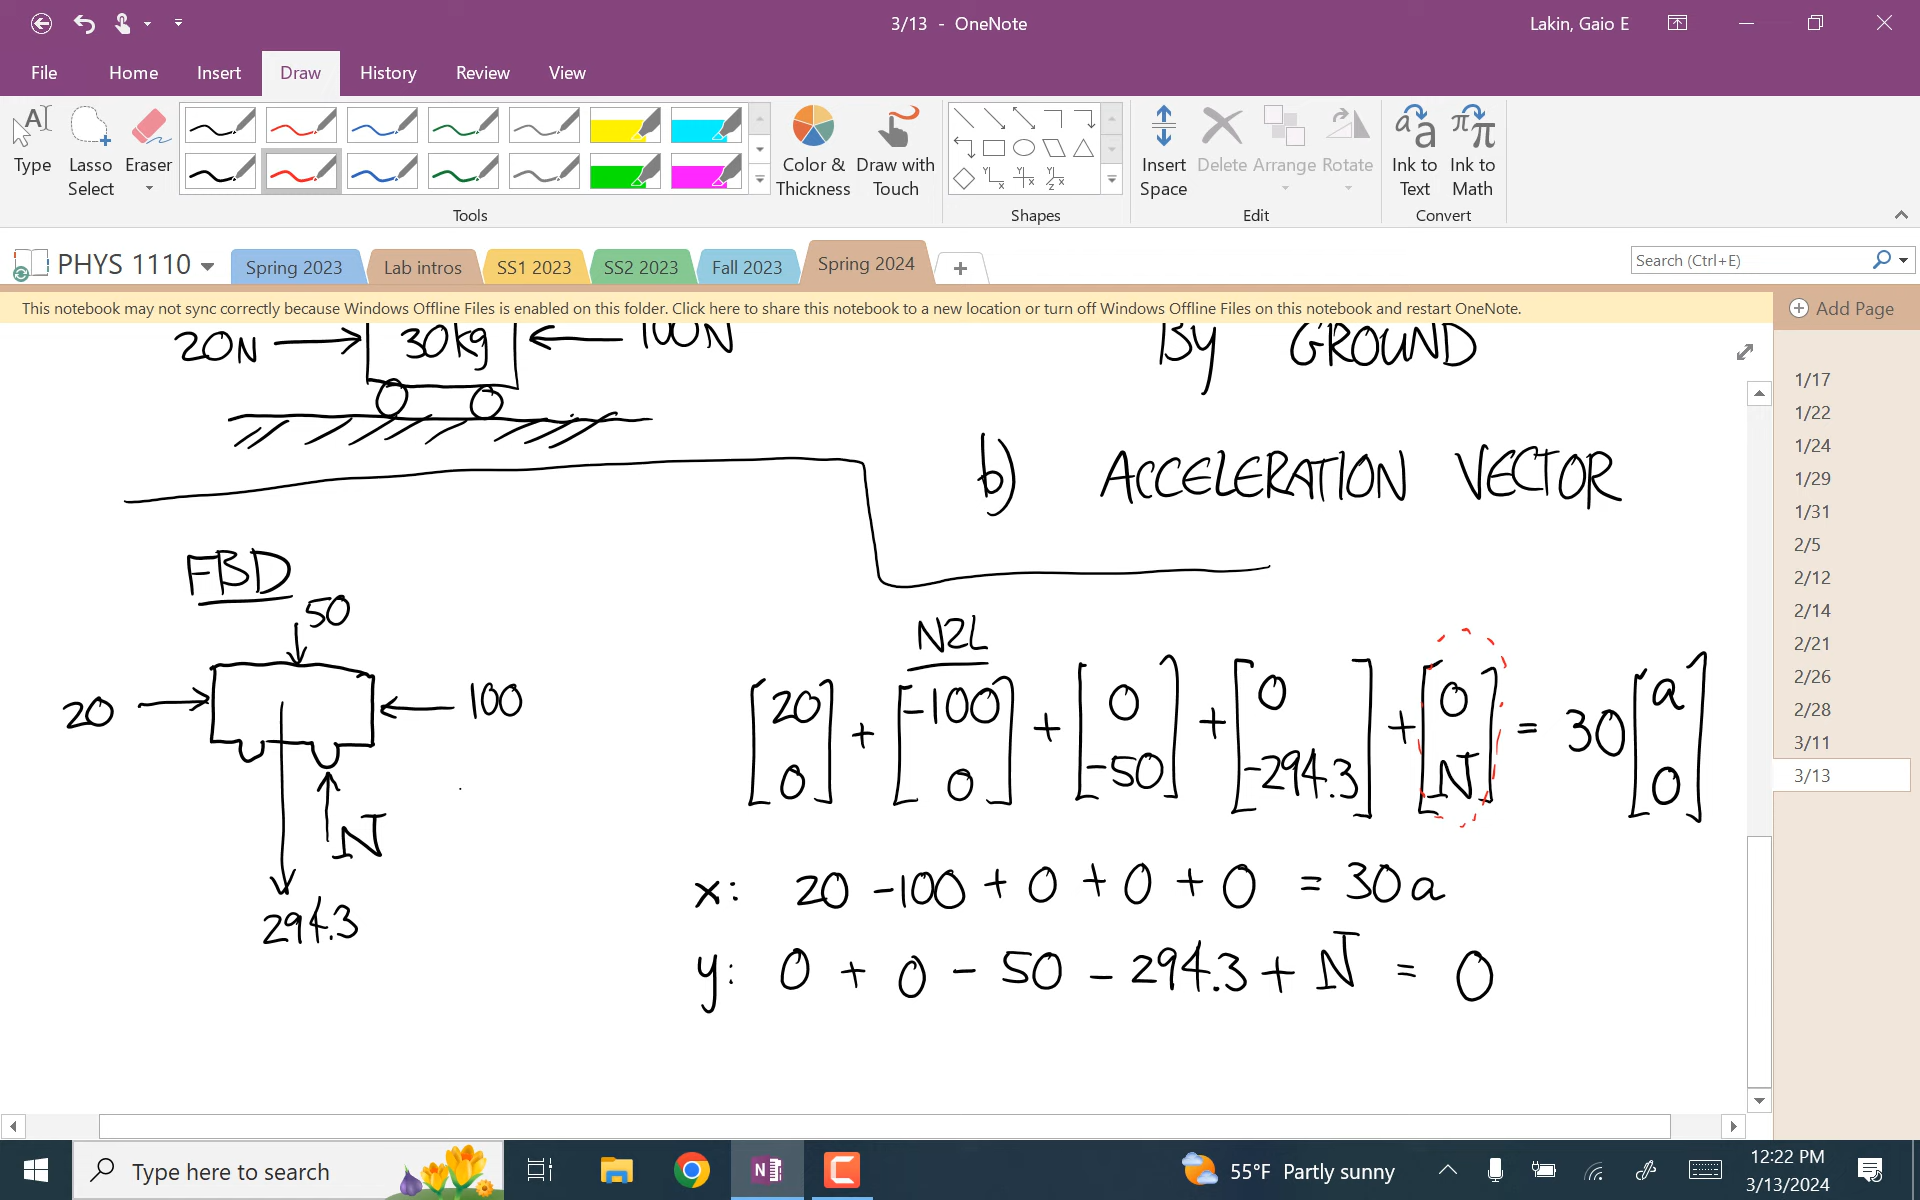 3/13 - OneNote
Lakin, Gaio E
File Home Insert Draw History Review View
Type
Lasso Select
Eraser
Color & Thickness
Draw with Touch
Insert Space
Delete
Arrange
Rotate
Ink to Text
Ink to Math
Tools
Shapes
Edit
Convert
PHYS 1110
Spring 2023
Lab intros
SS1 2023
SS2 2023
Fall 2023
Spring 2024
Search (Ctrl+E)
This notebook may not sync correctly because Windows Offline Files is enabled on this folder. Click here to share this notebook to a new location or turn off Windows Offline Files on this notebook and restart OneNote.
Add Page
1/17
1/22
1/24
1/29
1/31
2/5
2/12
2/14
2/21
2/26
2/28
3/11
3/13
20N 30kg 100N
By GROUND
b) ACCELERATION VECTOR
FBD
50
20
100
N
294.3
N2L
[20 0] + [-100 0] + [0 -50] + [0 -294.3] + [0 N] = 30 [a 0]
x: 20 -100 + 0 + 0 + 0 = 30a
y: 0 + 0 - 50 - 294.3 + N = 0
Type here to search
55°F Partly sunny
12:22 PM
3/13/2024